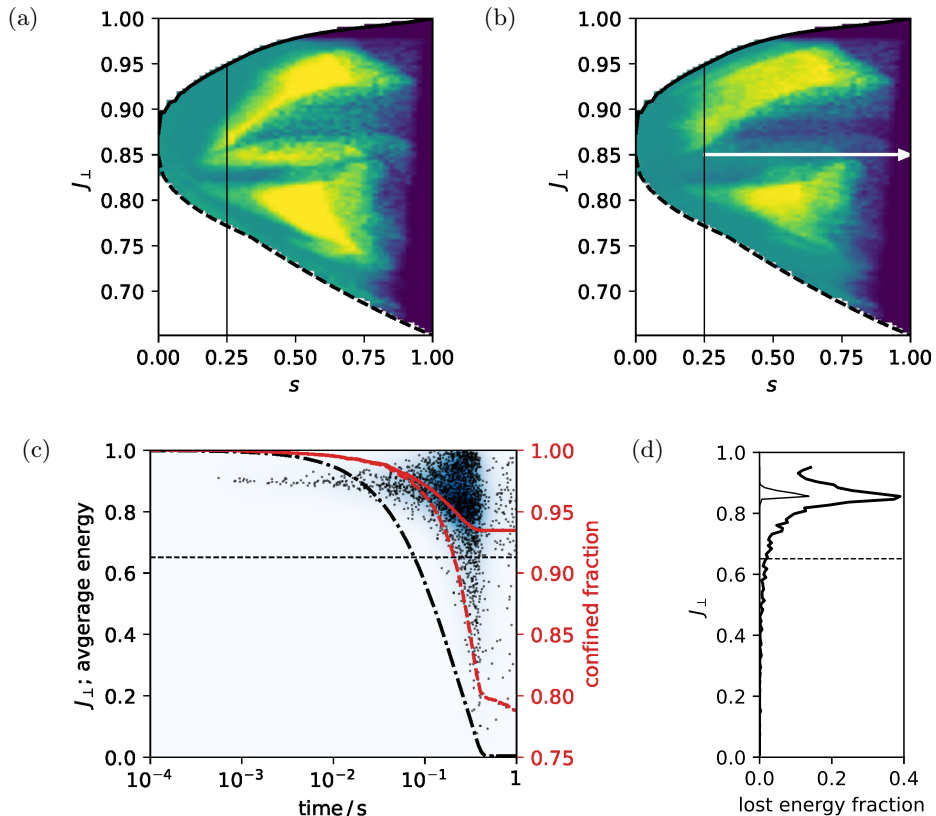 (a)
1.00
0.95
0.90
0.85
0.80
0.75
0.70
J⊥
0.00 0.25 0.50 0.75 1.00
s
(b)
1.00
0.95
0.90
0.85
0.80
0.75
0.70
J⊥
0.00 0.25 0.50 0.75 1.00
s
(c)
1.0
0.8
0.6
0.4
0.2
0.0
J⊥; avgerage energy
10⁻⁴ 10⁻³ 10⁻² 10⁻¹ 1
time / s
1.00
0.95
0.90
0.85
0.80
0.75
confined fraction
(d)
1.0
0.8
0.6
0.4
0.2
0.0
J⊥
0.0 0.2 0.4
lost energy fraction